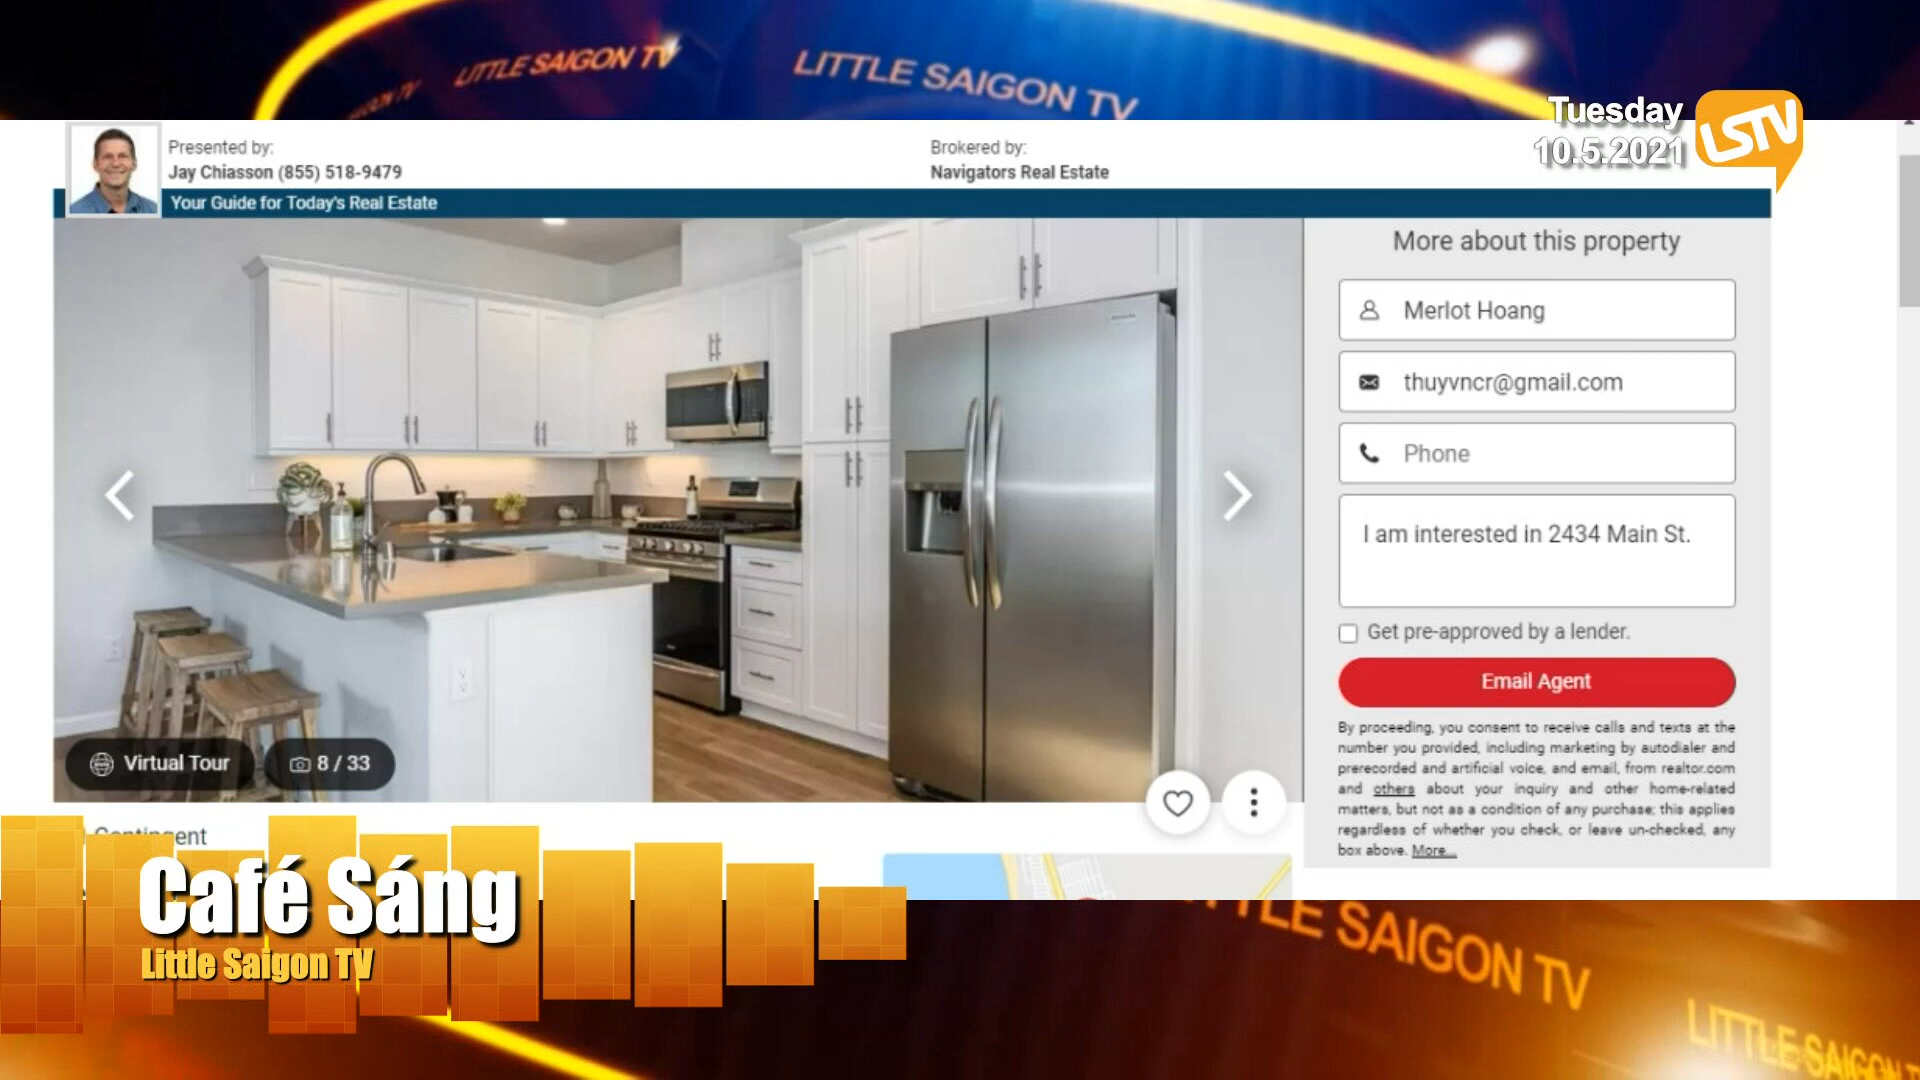 LITTLE SAIGON TV
LITTLE SAIGON TV
Tuesday
10.5.2021
LSTV
Presented by:
Jay Chiasson (855) 518-9479
Brokered by:
Navigators Real Estate
Your Guide for Today's Real Estate
More about this property
Merlot Hoang
thuyvncr@gmail.com
Phone
I am interested in 2434 Main St.
Get pre-approved by a lender.
Email Agent
By proceeding, you consent to receive calls and texts at the
number you provided, including marketing by autodialer and
prerecorded and artificial voice, and email, from realtor.com
and others about your inquiry and other home-related
matters, but not as a condition of any purchase; this applies
regardless of whether you check, or leave un-checked, any
box above. More...
Virtual Tour
8 / 33
Contingent
Café Sáng
Little Saigon TV
TLE SAIGON TV
LITTLE SAIGON T